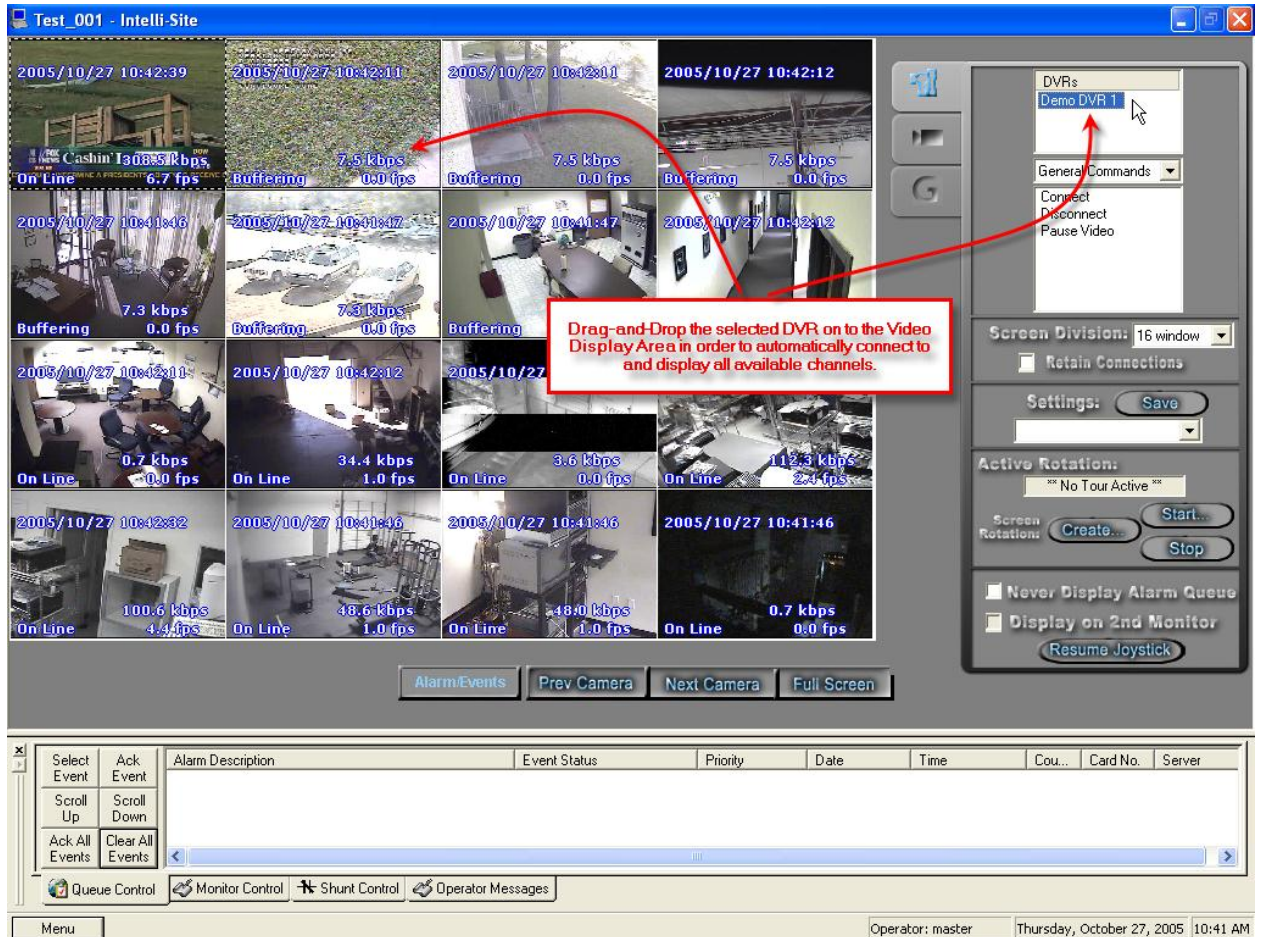 Test_001 - Intelli-Site
2005/10/27 10:42:39
Cashin'
308.5 kbps
On Line 6.7 fps
2005/10/27 10:42:11
7.5 kbps
Buffering 0.0 fps
2005/10/27 10:42:11
7.5 kbps
Buffering 0.0 fps
2005/10/27 10:42:12
7.5 kbps
Buffering 0.0 fps
2005/10/27 10:41:46
7.3 kbps
Buffering 0.0 fps
2005/10/27 10:41:47
7.3 kbps
Buffering 0.0 fps
2005/10/27 10:41:47
Buffering
2005/10/27 10:42:12
Drag-and-Drop the selected DVR on to the Video
Display Area in order to automatically connect to
and display all available channels.
2005/10/27 10:42:11
0.7 kbps
On Line 0.0 fps
2005/10/27 10:42:12
34.4 kbps
On Line 1.0 fps
2005/10/27
3.6 kbps
On Line 0.0 fps
112.3 kbps
On Line 2.4 fps
2005/10/27 10:42:32
100.6 kbps
On Line 4.4 fps
2005/10/27 10:41:46
48.6 kbps
On Line 1.0 fps
2005/10/27 10:41:46
48.0 kbps
On Line 1.0 fps
2005/10/27 10:41:46
0.7 kbps
On Line 0.0 fps
DVRs
Demo DVR 1
General Commands
Connect
Disconnect
Pause Video
G
Screen Division: 16 window
Retain Connections
Settings: Save
Active Rotation:
** No Tour Active **
Screen Rotation: Create... Start...
Stop
Never Display Alarm Queue
Display on 2nd Monitor
Resume Joystick
Alarm/Events Prev Camera Next Camera Full Screen
Select Event Ack Event
Scroll Up Scroll Down
Ack All Events Clear All Events
Alarm Description Event Status Priority Date Time Cou... Card No. Server
Queue Control Monitor Control Shunt Control Operator Messages
Menu Operator: master Thursday, October 27, 2005 10:41 AM